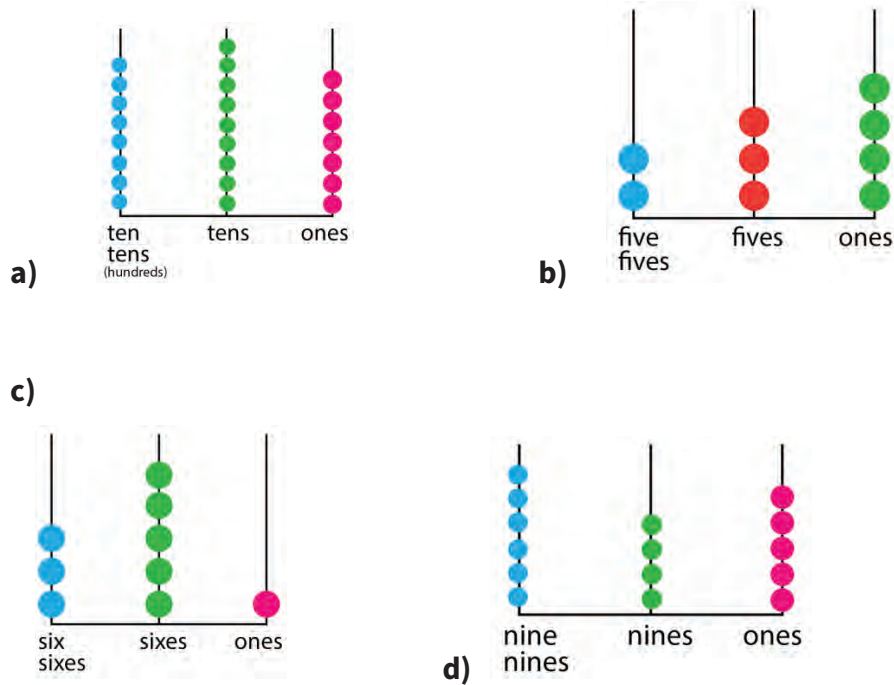 ten tens ones
tens
(hundreds)
a)
five fives ones
fives
b)
c)
six sixes ones
sixes
nine nines ones
nines
d)